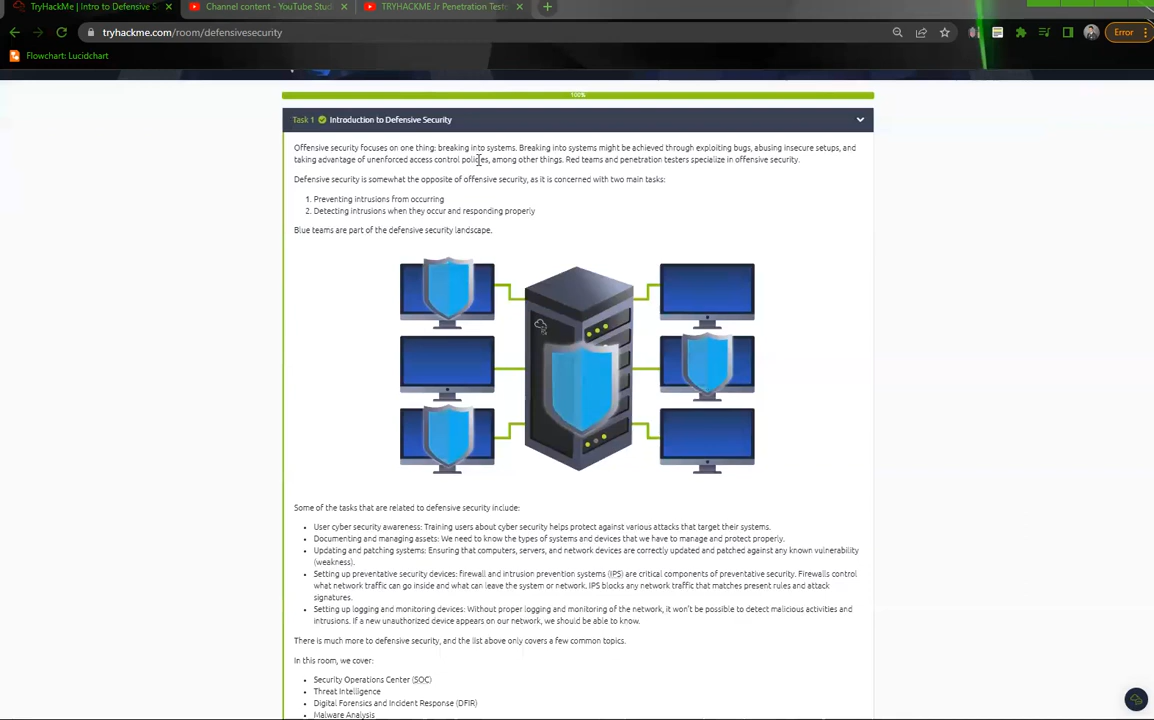 TryHackMe | Intro to Defensive S
Channel content - YouTube Stud
TRYHACKME Jr Penetration Teste
tryhackme.com/room/defensivesecurity
Error
Flowchart: Lucidchart
100%
Task 1 Introduction to Defensive Security
Offensive security focuses on one thing: breaking into systems. Breaking into systems might be achieved through exploiting bugs, abusing insecure setups, and
taking advantage of unenforced access control policies, among other things. Red teams and penetration testers specialize in offensive security.
Defensive security is somewhat the opposite of offensive security, as it is concerned with two main tasks:
1. Preventing intrusions from occurring
2. Detecting intrusions when they occur and responding properly
Blue teams are part of the defensive security landscape.
Some of the tasks that are related to defensive security include:
• User cyber security awareness: Training users about cyber security helps protect against various attacks that target their systems.
• Documenting and managing assets: We need to know the types of systems and devices that we have to manage and protect properly.
• Updating and patching systems: Ensuring that computers, servers, and network devices are correctly updated and patched against any known vulnerability
(weakness).
• Setting up preventative security devices: firewall and intrusion prevention systems (IPS) are critical components of preventative security. Firewalls control
what network traffic can go inside and what can leave the system or network. IPS blocks any network traffic that matches present rules and attack
signatures.
• Setting up logging and monitoring devices: Without proper logging and monitoring of the network, it won't be possible to detect malicious activities and
intrusions. If a new unauthorized device appears on our network, we should be able to know.
There is much more to defensive security, and the list above only covers a few common topics.
In this room, we cover:
• Security Operations Center (SOC)
• Threat Intelligence
• Digital Forensics and Incident Response (DFIR)
• Malware Analysis